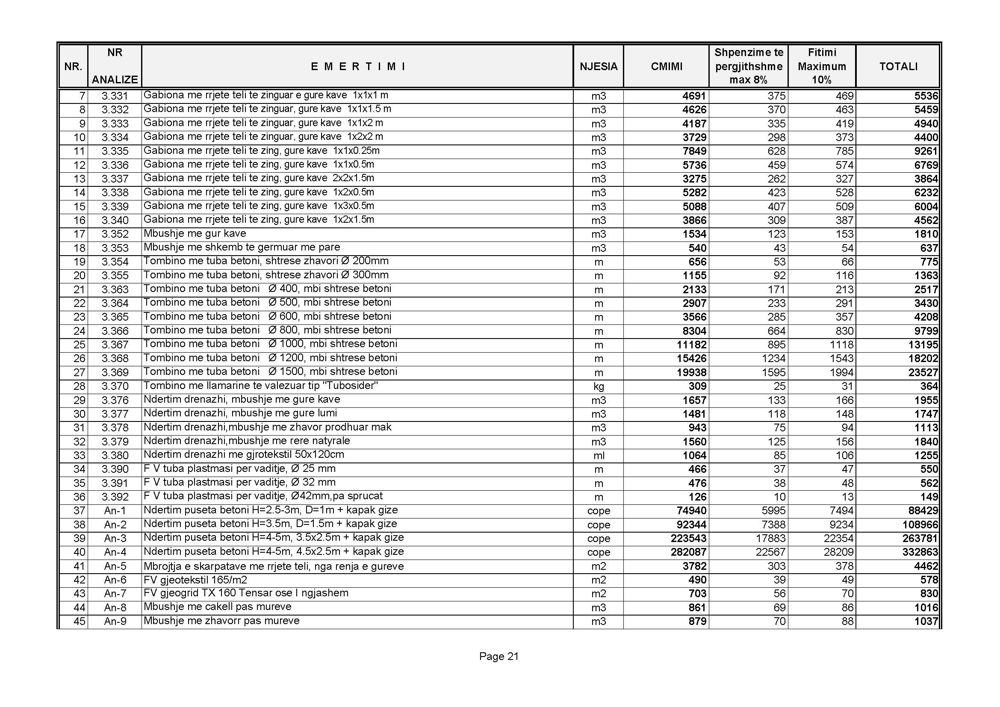 NR. NR ANALIZE E M E R T I M I NJESIA CMIMI Shpenzime te pergjithshme max 8% Fitimi Maximum 10% TOTALI
7 3.331 Gabiona me rrjete teli te zinguar e gure kave 1x1x1 m m3 4691 375 469 5536
8 3.332 Gabiona me rrjete teli te zinguar, gure kave 1x1x1.5 m m3 4626 370 463 5459
9 3.333 Gabiona me rrjete teli te zinguar, gure kave 1x1x2 m m3 4187 335 419 4940
10 3.334 Gabiona me rrjete teli te zinguar, gure kave 1x2x2 m m3 3729 298 373 4400
11 3.335 Gabiona me rrjete teli te zing, gure kave 1x1x0.25m m3 7849 628 785 9261
12 3.336 Gabiona me rrjete teli te zing, gure kave 1x1x0.5m m3 5736 459 574 6769
13 3.337 Gabiona me rrjete teli te zing, gure kave 2x2x1.5m m3 3275 262 327 3864
14 3.338 Gabiona me rrjete teli te zing, gure kave 1x2x0.5m m3 5282 423 528 6232
15 3.339 Gabiona me rrjete teli te zing, gure kave 1x3x0.5m m3 5088 407 509 6004
16 3.340 Gabiona me rrjete teli te zing, gure kave 1x2x1.5m m3 3866 309 387 4562
17 3.352 Mbushje me gur kave m3 1534 123 153 1810
18 3.353 Mbushje me shkemb te germuar me pare m3 540 43 54 637
19 3.354 Tombino me tuba betoni, shtrese zhavori Ø 200mm m 656 53 66 775
20 3.355 Tombino me tuba betoni, shtrese zhavori Ø 300mm m 1155 92 116 1363
21 3.363 Tombino me tuba betoni Ø 400, mbi shtrese betoni m 2133 171 213 2517
22 3.364 Tombino me tuba betoni Ø 500, mbi shtrese betoni m 2907 233 291 3430
23 3.365 Tombino me tuba betoni Ø 600, mbi shtrese betoni m 3566 285 357 4208
24 3.366 Tombino me tuba betoni Ø 800, mbi shtrese betoni m 8304 664 830 9799
25 3.367 Tombino me tuba betoni Ø 1000, mbi shtrese betoni m 11182 895 1118 13195
26 3.368 Tombino me tuba betoni Ø 1200, mbi shtrese betoni m 15426 1234 1543 18202
27 3.369 Tombino me tuba betoni Ø 1500, mbi shtrese betoni m 19938 1595 1994 23527
28 3.370 Tombino me llamarine te valezuar tip "Tubosider" kg 309 25 31 364
29 3.376 Ndertim drenazhi, mbushje me gure kave m3 1657 133 166 1955
30 3.377 Ndertim drenazhi, mbushje me gure lumi m3 1481 118 148 1747
31 3.378 Ndertim drenazhi,mbushje me zhavor prodhuar mak m3 943 75 94 1113
32 3.379 Ndertim drenazhi,mbushje me rere natyrale m3 1560 125 156 1840
33 3.380 Ndertim drenazhi me gjrotekstil 50x120cm ml 1064 85 106 1255
34 3.390 F V tuba plastmasi per vaditje, Ø 25 mm m 466 37 47 550
35 3.391 F V tuba plastmasi per vaditje, Ø 32 mm m 476 38 48 562
36 3.392 F V tuba plastmasi per vaditje, Ø42mm,pa sprucat m 126 10 13 149
37 An-1 Ndertim puseta betoni H=2.5-3m, D=1m + kapak gize cope 74940 5995 7494 88429
38 An-2 Ndertim puseta betoni H=3.5m, D=1.5m + kapak gize cope 92344 7388 9234 108966
39 An-3 Ndertim puseta betoni H=4-5m, 3.5x2.5m + kapak gize cope 223543 17883 22354 263781
40 An-4 Ndertim puseta betoni H=4-5m, 4.5x2.5m + kapak gize cope 282087 22567 28209 332863
41 An-5 Mbrojtja e skarpatave me rrjete teli, nga renja e gureve m2 3782 303 378 4462
42 An-6 FV gjeotekstil 165/m2 m2 490 39 49 578
43 An-7 FV gjeogrid TX 160 Tensar ose I ngjashem m2 703 56 70 830
44 An-8 Mbushje me cakell pas mureve m3 861 69 86 1016
45 An-9 Mbushje me zhavorr pas mureve m3 879 70 88 1037
Page 21